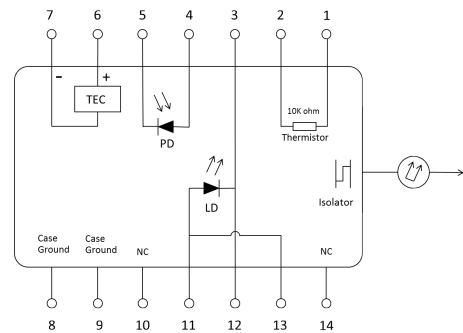 7 6 5 4 3 2 1
- +
TEC
PD
10K ohm
Thermistor
LD
Isolator
Case
Ground
Case
Ground
NC
NC
8 9 10 11 12 13 14